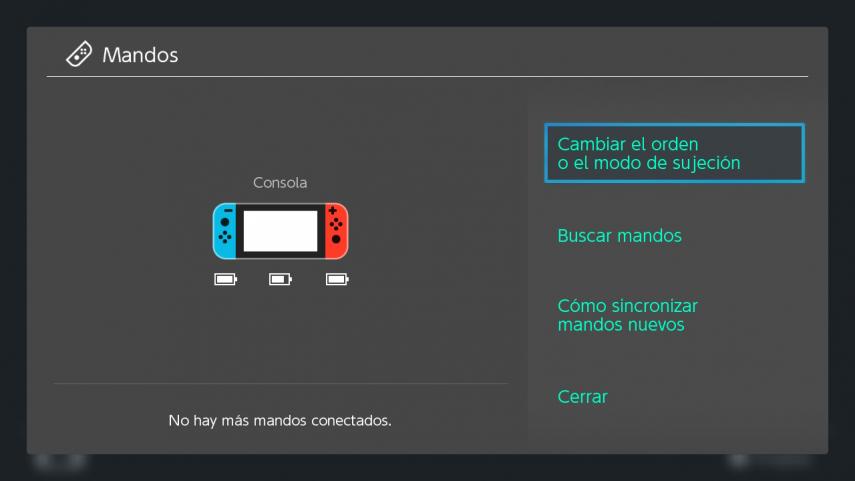 Mandos
Consola
No hay más mandos conectados.
Cambiar el orden
o el modo de sujeción
Buscar mandos
Cómo sincronizar
mandos nuevos
Cerrar